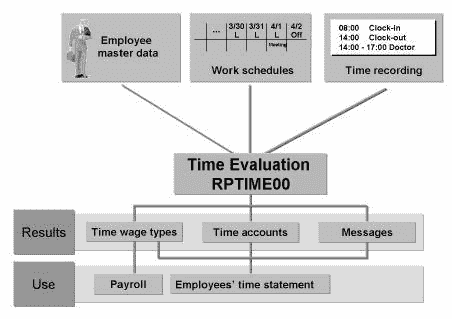 Employee
master data
... 3/30 3/31 4/1 4/2
L L L Off
Meeting
Work schedules
08:00 Clock-in
14:00 Clock-out
14:00 - 17:00 Doctor
Time recording
Time Evaluation
RPTIME00
Results
Time wage types
Time accounts
Messages
Use
Payroll
Employees' time statement